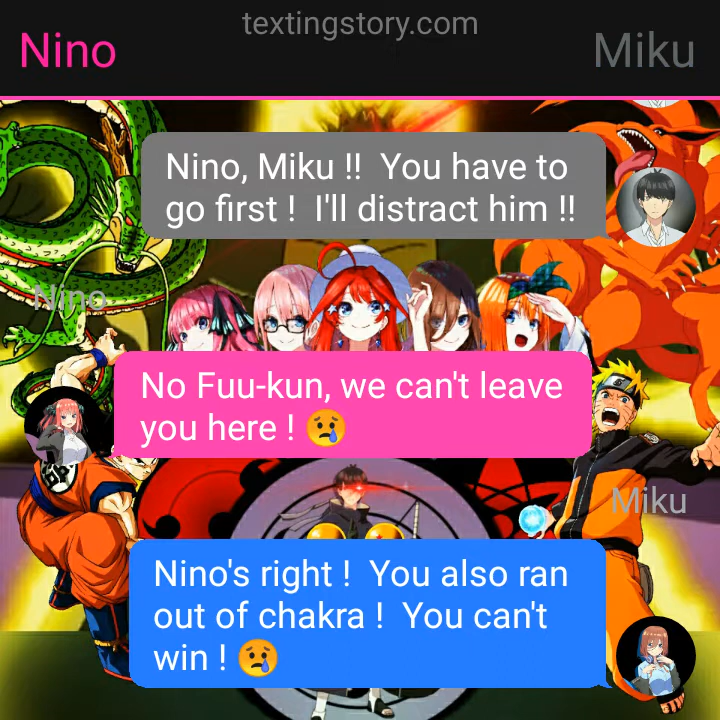 textingstory.com
Nino
Miku
Nino, Miku !! You have to
go first ! I'll distract him !!
Nino
No Fuu-kun, we can't leave
you here ! 😢
Miku
Nino's right ! You also ran
out of chakra ! You can't
win ! 😢